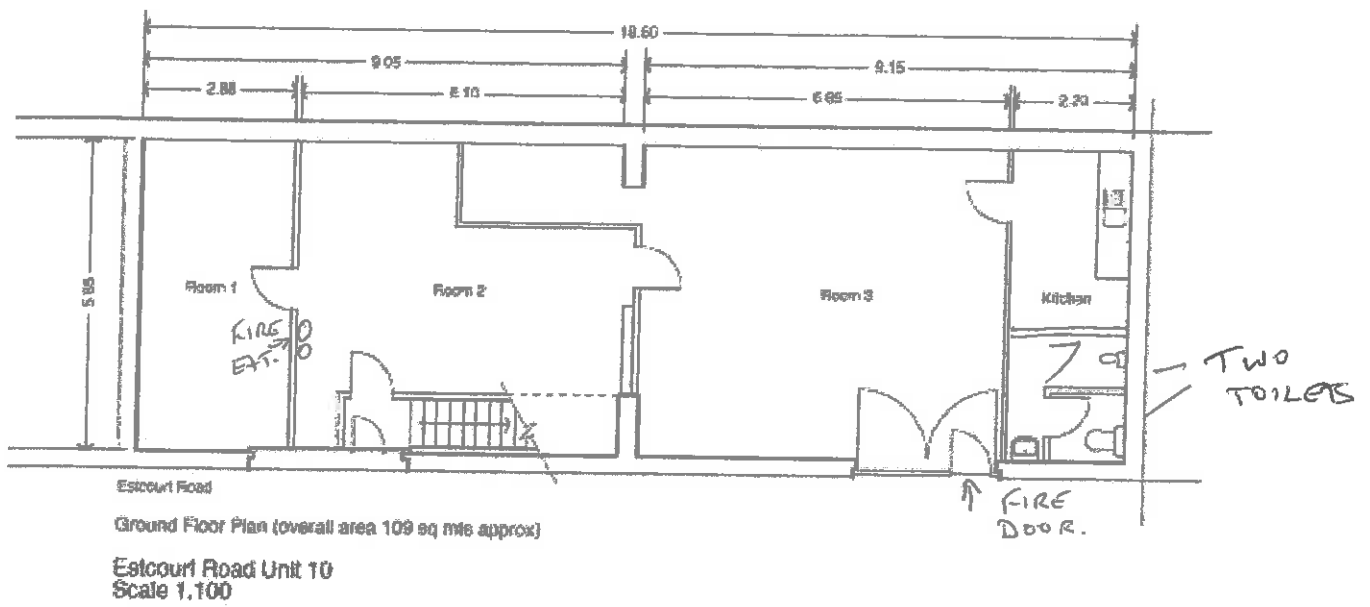 18.60
9.05
9.15
2.88
6.10
6.85
2.20
5.85
Room 1
Room 2
Room 3
Kitchen
FIRE
EXT.
TWO
TOILETS
FIRE
DOOR.
Estcourt Road
Ground Floor Plan (overall area 109 sq mts approx)
Estcourt Road Unit 10
Scale 1.100